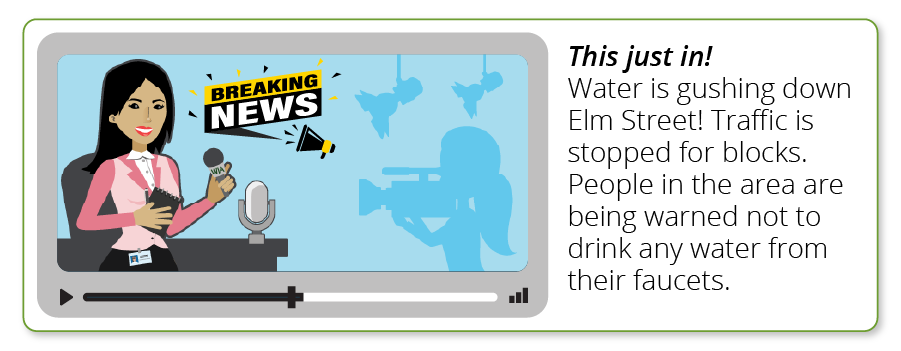 BREAKING
NEWS
This just in!
Water is gushing down
Elm Street! Traffic is
stopped for blocks.
People in the area are
being warned not to
drink any water from
their faucets.